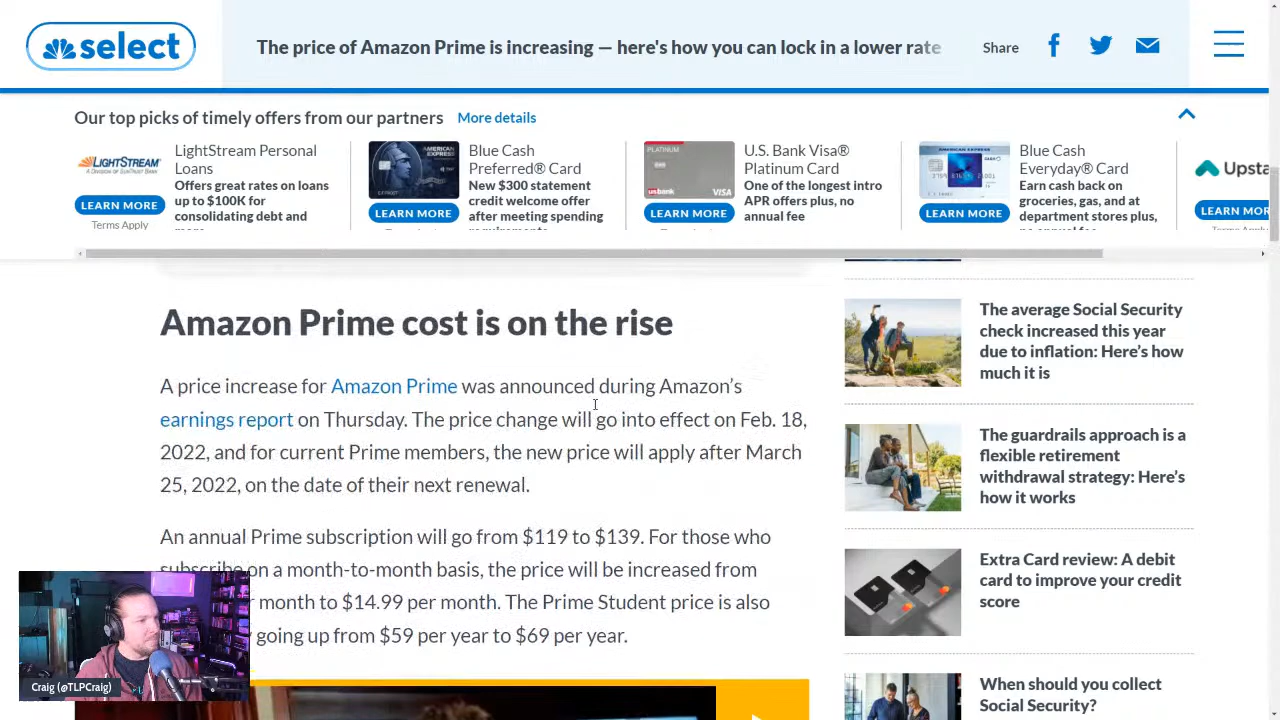 select
The price of Amazon Prime is increasing — here's how you can lock in a lower rate
Share
Our top picks of timely offers from our partners
More details
LIGHTSTREAM
LEARN MORE
Terms Apply
LightStream Personal
Loans
Offers great rates on loans
up to $100K for
consolidating debt and
LEARN MORE
Blue Cash
Preferred® Card
New $300 statement
credit welcome offer
after meeting spending
PLATINUM
usbank
VISA
LEARN MORE
U.S. Bank Visa®
Platinum Card
One of the longest intro
APR offers plus, no
annual fee
LEARN MORE
Blue Cash
Everyday® Card
Earn cash back on
groceries, gas, and at
department stores plus,
Upsta
LEARN MOR
Amazon Prime cost is on the rise
A price increase for Amazon Prime was announced during Amazon’s
earnings report on Thursday. The price change will go into effect on Feb. 18,
2022, and for current Prime members, the new price will apply after March
25, 2022, on the date of their next renewal.
An annual Prime subscription will go from $119 to $139. For those who
subscribe on a month-to-month basis, the price will be increased from
month to $14.99 per month. The Prime Student price is also
going up from $59 per year to $69 per year.
The average Social Security
check increased this year
due to inflation: Here’s how
much it is
The guardrails approach is a
flexible retirement
withdrawal strategy: Here’s
how it works
Extra Card review: A debit
card to improve your credit
score
When should you collect
Social Security?
Craig (@TLPCraig)